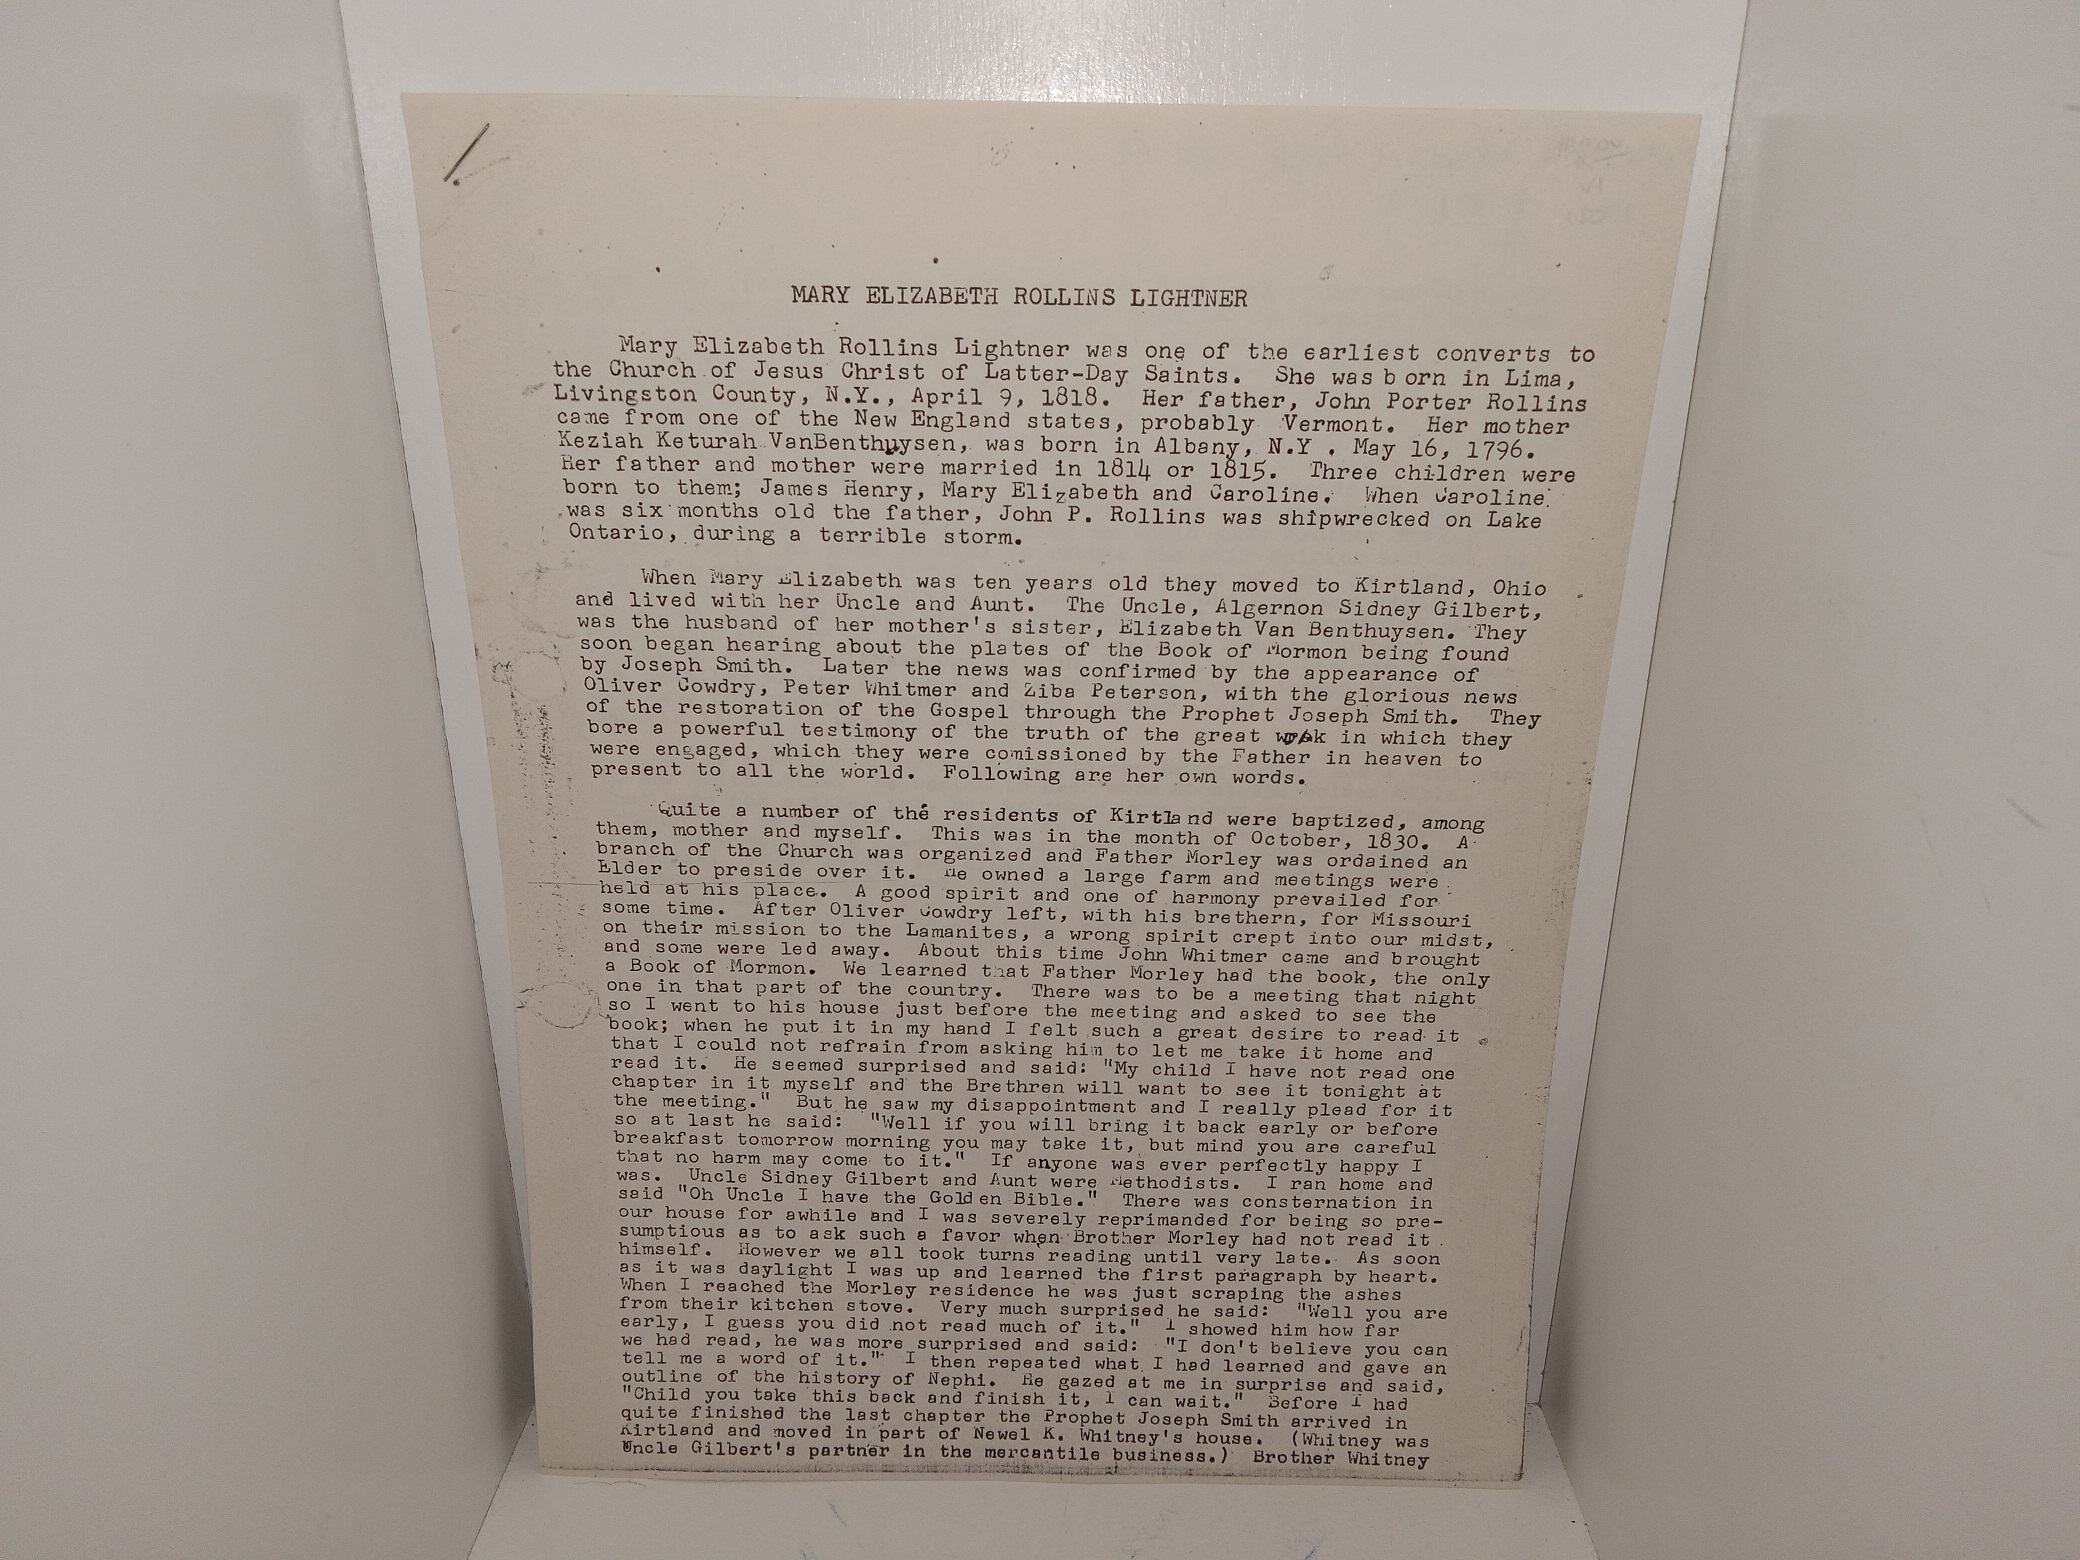 MARY ELIZABETH ROLLINS LIGHTNER
Mary Elizabeth Rollins Lightner was one of the earliest converts to
the Church of Jesus Christ of Latter-Day Saints. She was born in Lima,
Livingston County, N.Y., April 9, 1818. Her father, John Porter Rollins
came from one of the New England states, probably Vermont. Her mother
Keziah Keturah VanBenthuysen, was born in Albany, N.Y . May 16, 1796.
Her father and mother were married in 1814 or 1815. Three children were
born to them; James Henry, Mary Elizabeth and Caroline. When Caroline
was six months old the father, John P. Rollins was shipwrecked on Lake
Ontario, during a terrible storm.
When Mary Elizabeth was ten years old they moved to Kirtland, Ohio
and lived with her Uncle and Aunt. The Uncle, Algernon Sidney Gilbert,
was the husband of her mother's sister, Elizabeth Van Benthuysen. They
soon began hearing about the plates of the Book of Mormon being found
by Joseph Smith. Later the news was confirmed by the appearance of
Oliver Cowdry, Peter Whitmer and Ziba Peterson, with the glorious news
of the restoration of the Gospel through the Prophet Joseph Smith. They
bore a powerful testimony of the truth of the great work in which they
were engaged, which they were comissioned by the Father in heaven to
present to all the world. Following are her own words.
Quite a number of the residents of Kirtland were baptized, among
them, mother and myself. This was in the month of October, 1830. A
branch of the Church was organized and Father Morley was ordained an
Elder to preside over it. He owned a large farm and meetings were
held at his place. A good spirit and one of harmony prevailed for
some time. After Oliver Cowdry left, with his brethern, for Missouri
on their mission to the Lamanites, a wrong spirit crept into our midst,
and some were led away. About this time John Whitmer came and brought
a Book of Mormon. We learned that Father Morley had the book, the only
one in that part of the country. There was to be a meeting that night
so I went to his house just before the meeting and asked to see the
book; when he put it in my hand I felt such a great desire to read it
that I could not refrain from asking him to let me take it home and
read it. He seemed surprised and said: "My child I have not read one
chapter in it myself and the Brethren will want to see it tonight at
the meeting." But he saw my disappointment and I really plead for it
so at last he said: "Well if you will bring it back early or before
breakfast tomorrow morning you may take it, but mind you are careful
that no harm may come to it." If anyone was ever perfectly happy I
was. Uncle Sidney Gilbert and Aunt were Methodists. I ran home and
said "Oh Uncle I have the Golden Bible." There was consternation in
our house for awhile and I was severely reprimanded for being so pre-
sumptious as to ask such a favor when Brother Morley had not read it
himself. However we all took turns reading until very late. As soon
as it was daylight I was up and learned the first paragraph by heart.
When I reached the Morley residence he was just scraping the ashes
from their kitchen stove. Very much surprised he said: "Well you are
early, I guess you did not read much of it." I showed him how far
we had read, he was more surprised and said: "I don't believe you can
tell me a word of it." I then repeated what I had learned and gave an
outline of the history of Nephi. He gazed at me in surprise and said,
"Child you take this back and finish it, I can wait." Before I had
quite finished the last chapter the Prophet Joseph Smith arrived in
Kirtland and moved in part of Newel K. Whitney's house. (Whitney was
Uncle Gilbert's partner in the mercantile business.) Brother Whitney